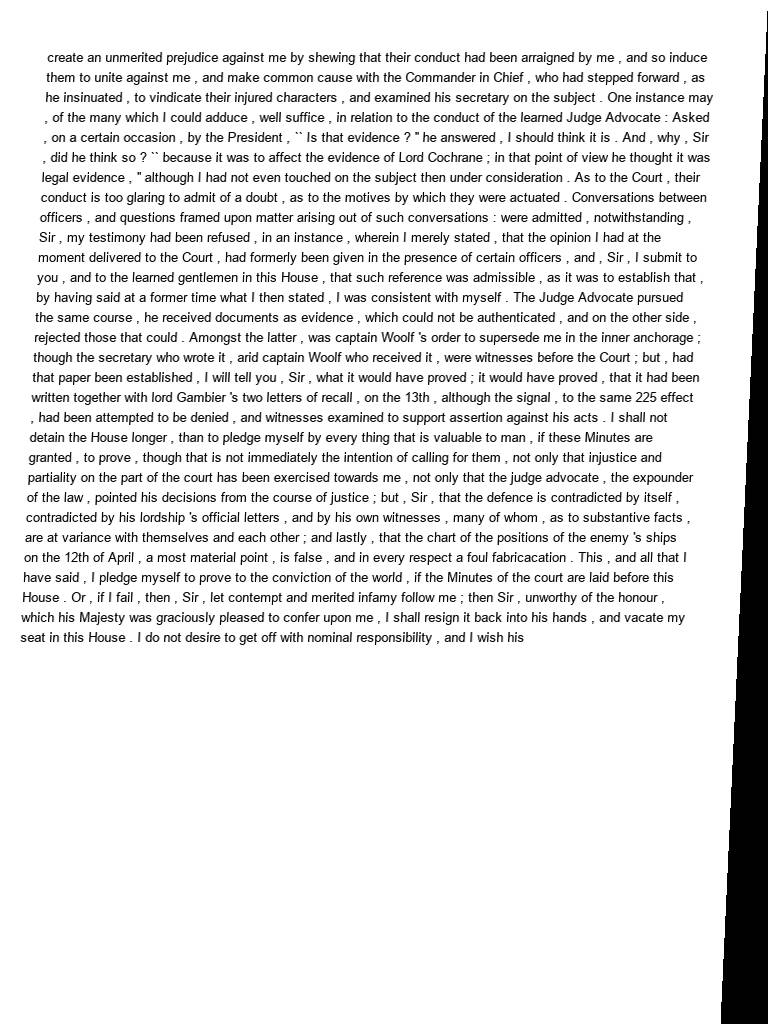 create an unmerited prejudice against me by shewing that their conduct had been arraigned by me , and so induce
them to unite against me , and make common cause with the Commander in Chief , who had stepped forward , as
he insinuated , to vindicate their injured characters , and examined his secretary on the subject . One instance may
, of the many which I could adduce , well suffice , in relation to the conduct of the learned Judge Advocate : Asked
, on a certain occasion , by the President , `` Is that evidence ? " he answered , I should think it is . And , why , Sir
, did he think so ? `` because it was to affect the evidence of Lord Cochrane ; in that point of view he thought it was
legal evidence , " although I had not even touched on the subject then under consideration . As to the Court , their
conduct is too glaring to admit of a doubt , as to the motives by which they were actuated . Conversations between
officers , and questions framed upon matter arising out of such conversations : were admitted , notwithstanding ,
Sir , my testimony had been refused , in an instance , wherein I merely stated , that the opinion I had at the
moment delivered to the Court , had formerly been given in the presence of certain officers , and , Sir , I submit to
you , and to the learned gentlemen in this House , that such reference was admissible , as it was to establish that ,
by having said at a former time what I then stated , I was consistent with myself . The Judge Advocate pursued
the same course , he received documents as evidence , which could not be authenticated , and on the other side ,
rejected those that could . Amongst the latter , was captain Woolf 's order to supersede me in the inner anchorage ;
though the secretary who wrote it , arid captain Woolf who received it , were witnesses before the Court ; but , had
that paper been established , I will tell you , Sir , what it would have proved ; it would have proved , that it had been
written together with lord Gambier 's two letters of recall , on the 13th , although the signal , to the same 225 effect
, had been attempted to be denied , and witnesses examined to support assertion against his acts . I shall not
detain the House longer , than to pledge myself by every thing that is valuable to man , if these Minutes are
granted , to prove , though that is not immediately the intention of calling for them , not only that injustice and
partiality on the part of the court has been exercised towards me , not only that the judge advocate , the expounder
of the law , pointed his decisions from the course of justice ; but , Sir , that the defence is contradicted by itself ,
contradicted by his lordship 's official letters , and by his own witnesses , many of whom , as to substantive facts ,
are at variance with themselves and each other ; and lastly , that the chart of the positions of the enemy 's ships
on the 12th of April , a most material point , is false , and in every respect a foul fabricacation . This , and all that I
have said , I pledge myself to prove to the conviction of the world , if the Minutes of the court are laid before this
House . Or , if I fail , then , Sir , let contempt and merited infamy follow me ; then Sir , unworthy of the honour ,
which his Majesty was graciously pleased to confer upon me , I shall resign it back into his hands , and vacate my
seat in this House . I do not desire to get off with nominal responsibility , and I wish his